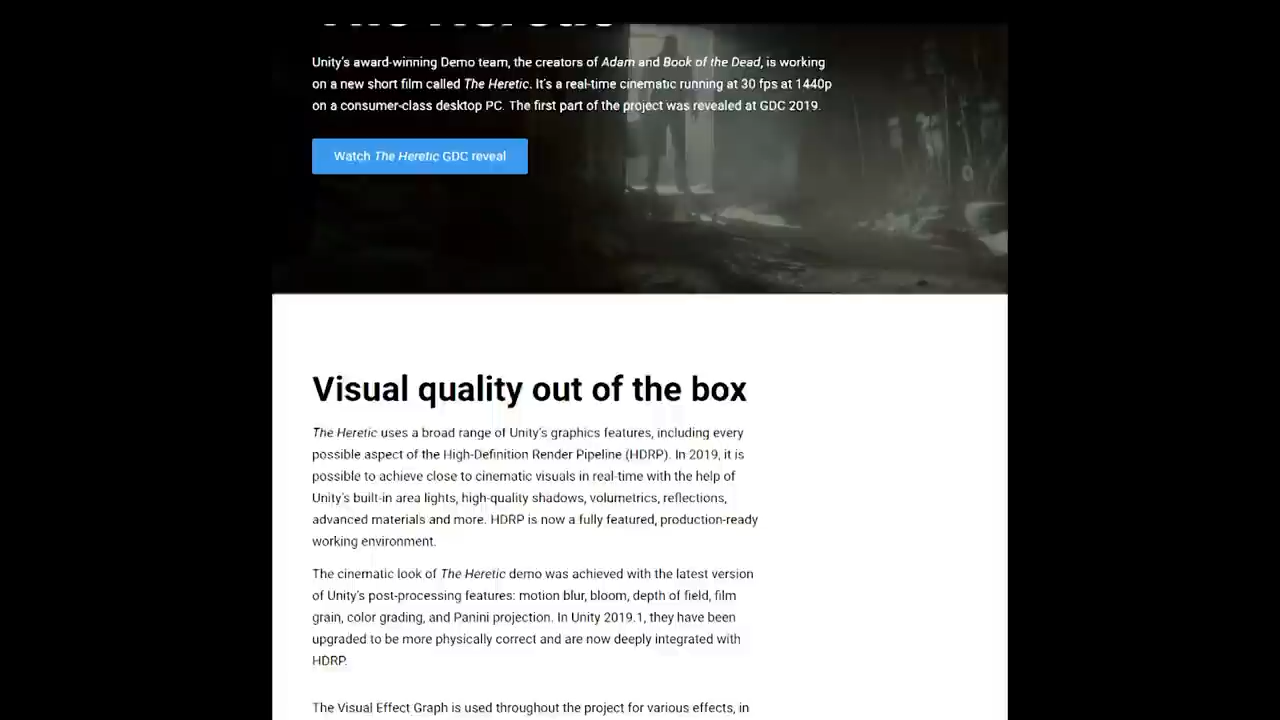 The Heretic
Unity's award-winning Demo team, the creators of Adam and Book of the Dead, is working
on a new short film called The Heretic. It's a real-time cinematic running at 30 fps at 1440p
on a consumer-class desktop PC. The first part of the project was revealed at GDC 2019.
Watch The Heretic GDC reveal
Visual quality out of the box
The Heretic uses a broad range of Unity's graphics features, including every
possible aspect of the High-Definition Render Pipeline (HDRP). In 2019, it is
possible to achieve close to cinematic visuals in real-time with the help of
Unity's built-in area lights, high-quality shadows, volumetrics, reflections,
advanced materials and more. HDRP is now a fully featured, production-ready
working environment.
The cinematic look of The Heretic demo was achieved with the latest version
of Unity's post-processing features: motion blur, bloom, depth of field, film
grain, color grading, and Panini projection. In Unity 2019.1, they have been
upgraded to be more physically correct and are now deeply integrated with
HDRP.
The Visual Effect Graph is used throughout the project for various effects, in